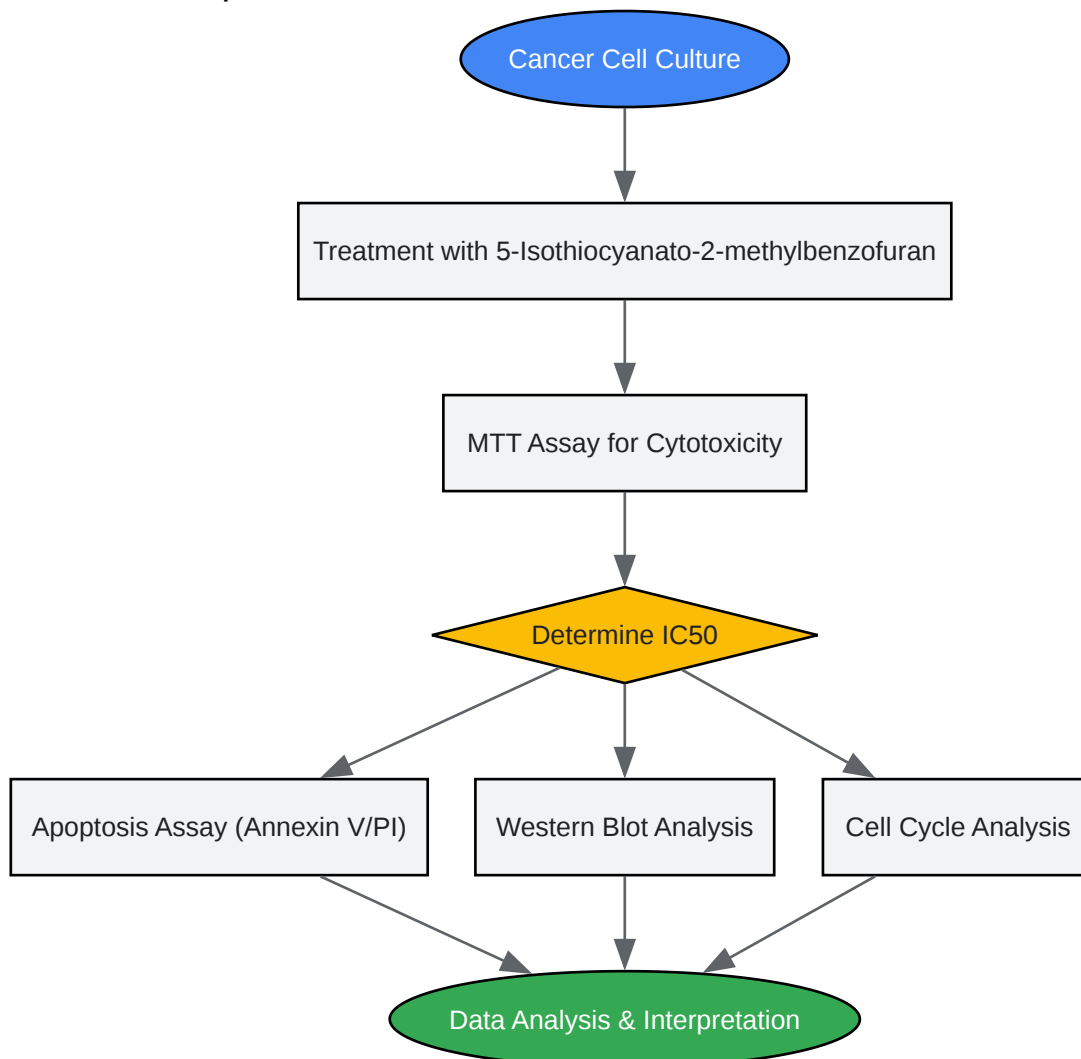 Cancer Cell Culture
Treatment with 5-Isothiocyanato-2-methylbenzofuran
MTT Assay for Cytotoxicity
Determine IC50
Apoptosis Assay (Annexin V/PI)
Western Blot Analysis
Cell Cycle Analysis
Data Analysis & Interpretation